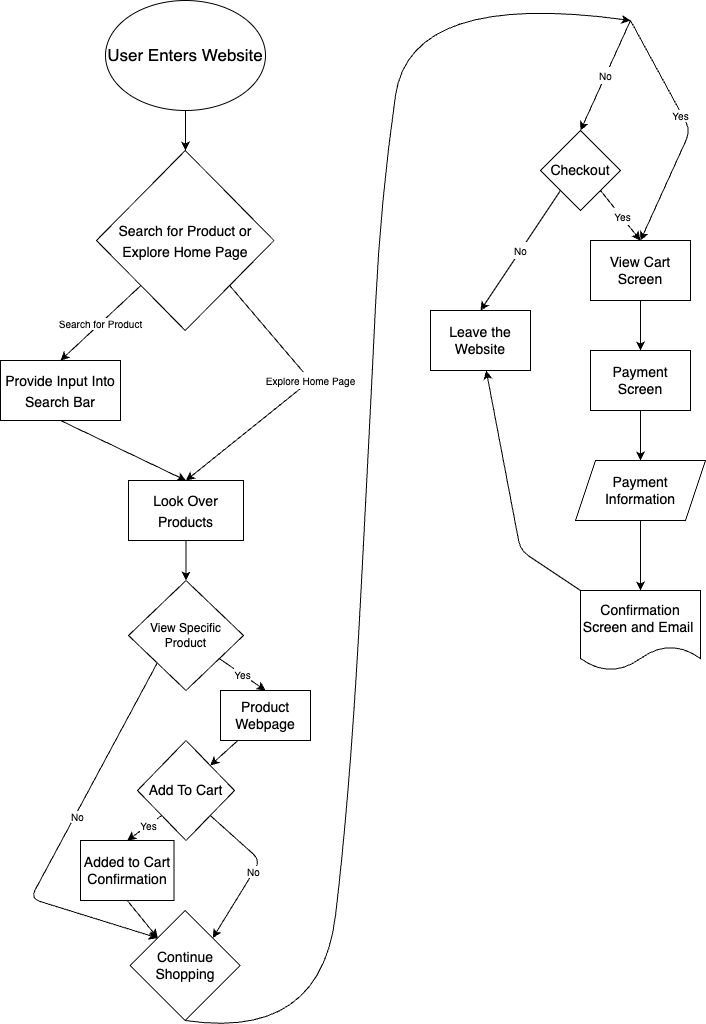 User Enters Website
Search for Product or
Explore Home Page
Search for Product
Explore Home Page
Provide Input Into
Search Bar
Look Over
Products
View Specific
Product
Yes
Product
Webpage
Add To Cart
No
Yes
Added to Cart
Confirmation
No
Continue
Shopping
No
Yes
Checkout
Yes
No
View Cart
Screen
Leave the
Website
Payment
Screen
Payment
Information
Confirmation
Screen and Email